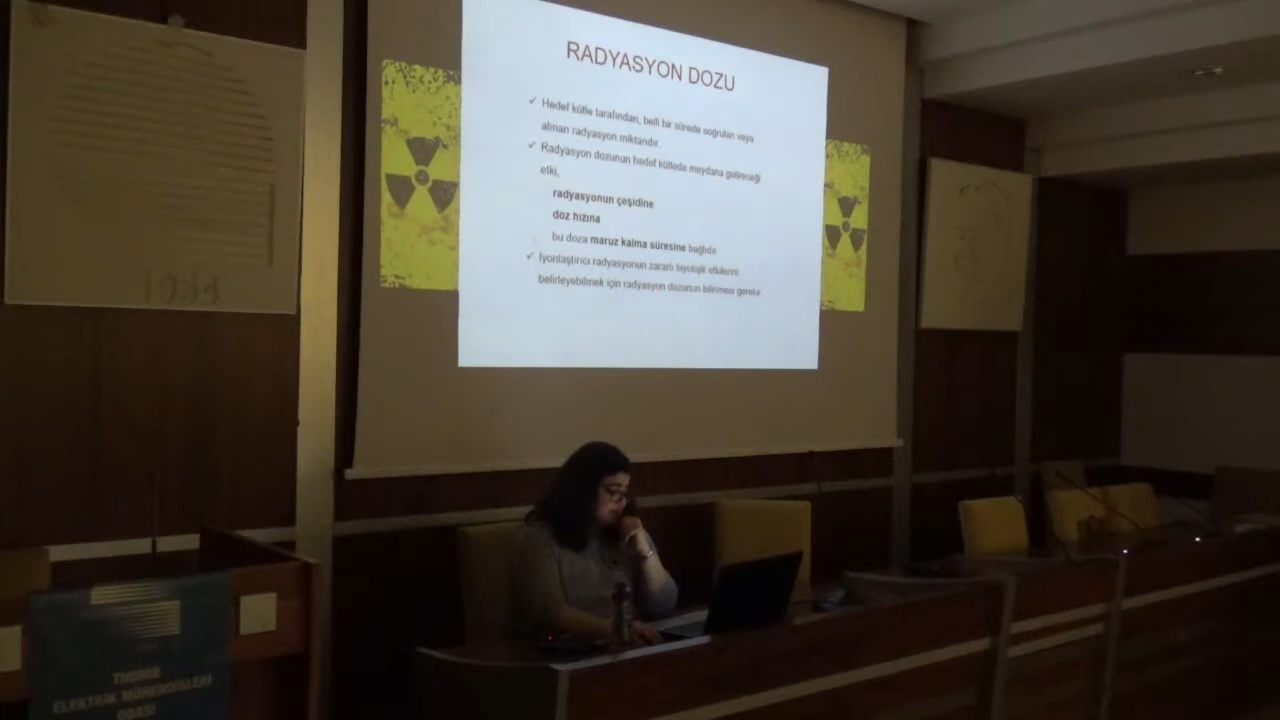 RADYASYON DOZU
✓ Hedef kütle tarafından, belli bir sürede soğrulan veya
alınan radyasyon miktarıdır.
✓ Radyasyon dozunun hedef kütlede meydana getireceği
etki,
radyasyonun çeşidine
doz hızına
bu doza maruz kalma süresine bağlıdır.
✓ İyonlaştırıcı radyasyonun zararlı biyolojik etkilerini
belirleyebilmek için radyasyon dozunun bilinmesi gerekir.
1954
TMMOB
ELEKTRİK MÜHENDİSLERİ
ODASI